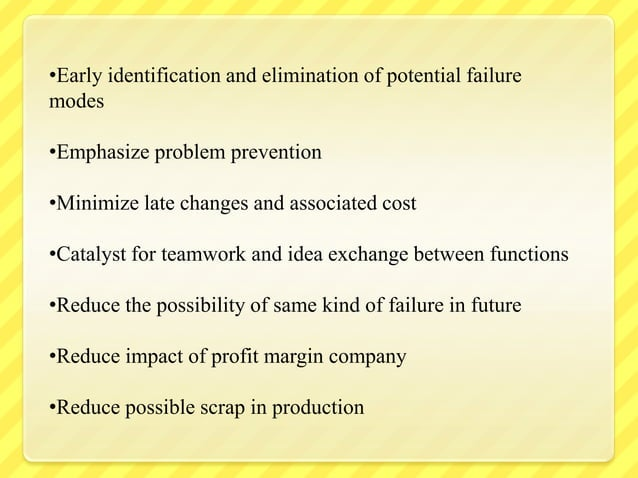 •Early identification and elimination of potential failure
modes
•Emphasize problem prevention
•Minimize late changes and associated cost
•Catalyst for teamwork and idea exchange between functions
•Reduce the possibility of same kind of failure in future
•Reduce impact of profit margin company
•Reduce possible scrap in production